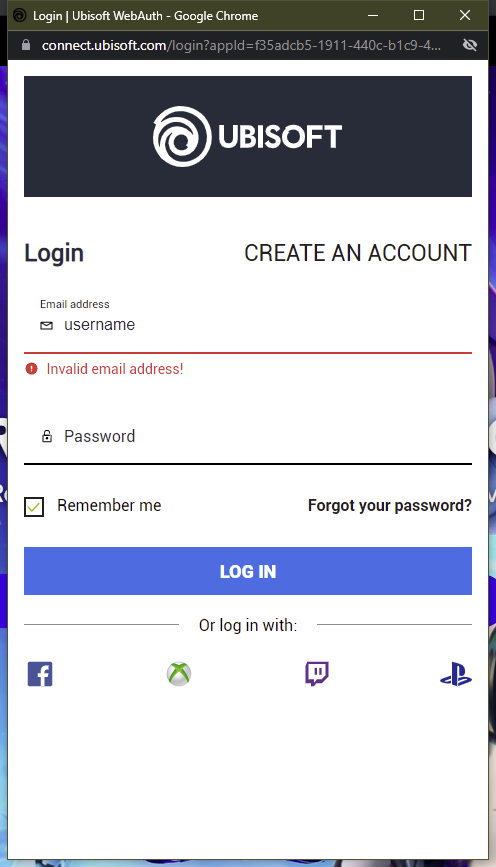 Login | Ubisoft WebAuth - Google Chrome
connect.ubisoft.com/login?appId=f35adcb5-1911-440c-b1c9-4...
UBISOFT
Login
CREATE AN ACCOUNT
Email address
username
Invalid email address!
Password
Remember me
Forgot your password?
LOG IN
Or log in with: